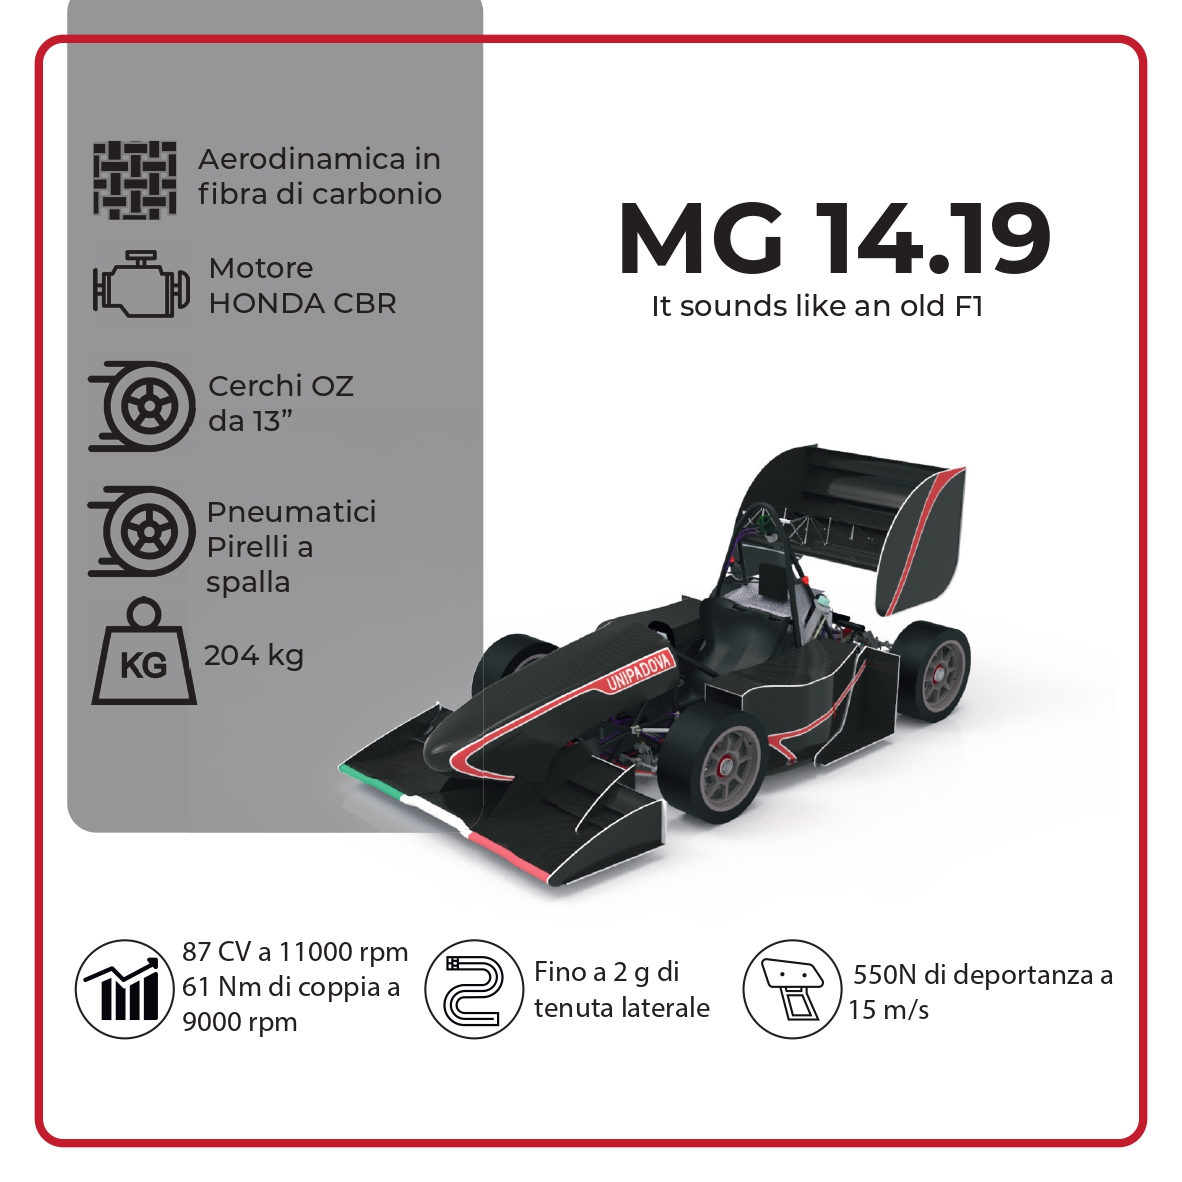 Aerodinamica in
fibra di carbonio
Motore
HONDA CBR
Cerchi OZ
da 13”
Pneumatici
Pirelli a
spalla
KG
204 kg
MG 14.19
It sounds like an old F1
UNIPADOVA
87 CV a 11000 rpm
61 Nm di coppia a
9000 rpm
Fino a 2 g di
tenuta laterale
550N di deportanza a
15 m/s